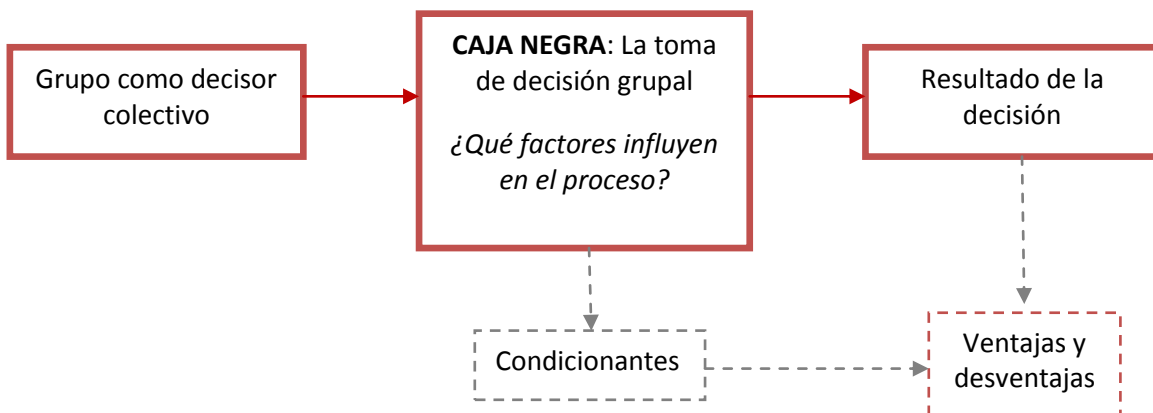 Grupo como decisor
colectivo
CAJA NEGRA: La toma
de decisión grupal
¿Qué factores influyen
en el proceso?
Resultado de la
decisión
Condicionantes
Ventajas y
desventajas